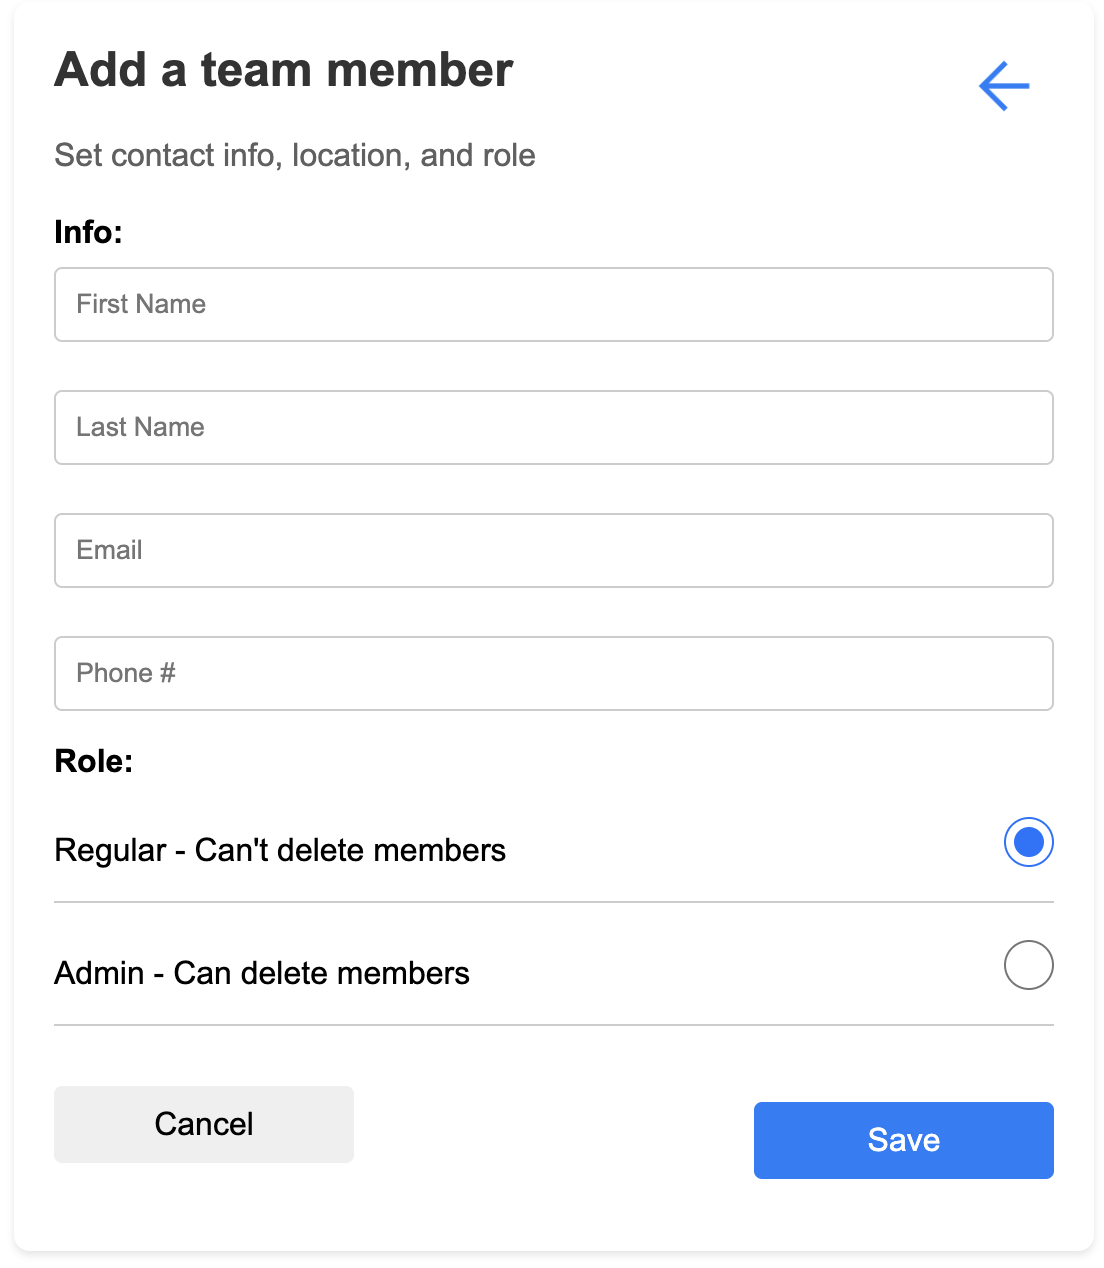 Add a team member
Set contact info, location, and role
Info:
First Name
Last Name
Email
Phone #
Role:
Regular - Can't delete members
Admin - Can delete members
Cancel
Save